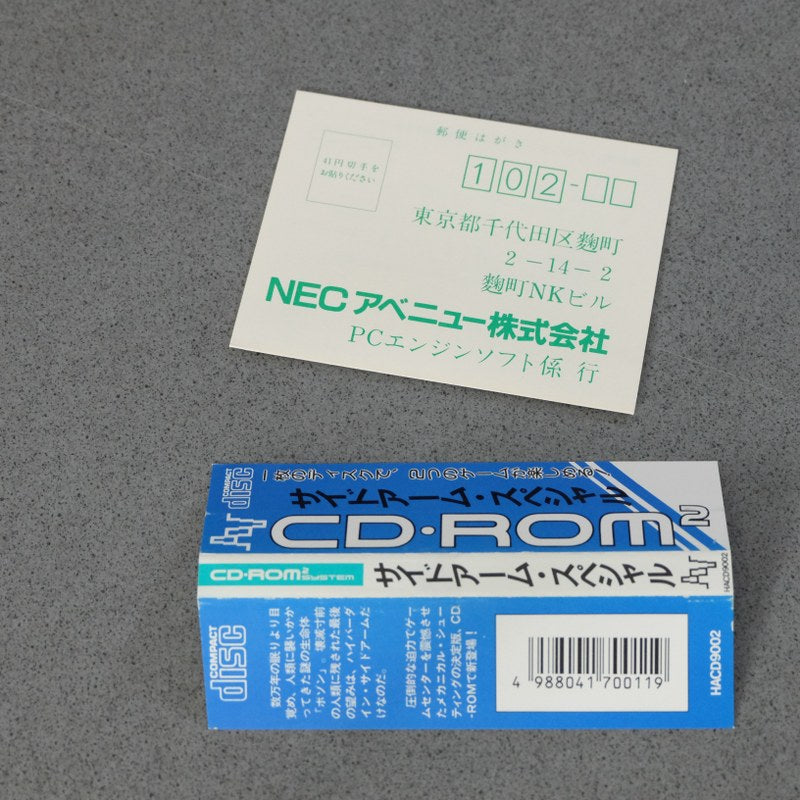 郵便はがき
41円切手を
お貼りください
102-
東京都千代田区麴町
2-14-2
麴町NKビル
NECアベニュー株式会社
PCエンジンソフト係 行
COMPACT
disc
一枚のディスクで、2つのゲームが楽しめる!
サイドアーム・スペシャル
CD・ROM2
CD-ROM2
SYSTEM
サイドアーム・スペシャル
HACD9002
COMPACT
disc
数万年の眠りより目
覚め、人類に襲いかか
ってきた謎の生命体
「ボゾン」。壊滅寸前
の人類に残された最後
の望みは、ハイパーダ
イン・サイドアームだ
けなのだ。
圧倒的な迫力でゲー
ムセンターを震撼させ
たメカニカル・シュー
ティングの決定版、CD
-ROMで新登場!
4 988041 700119
HACD9002